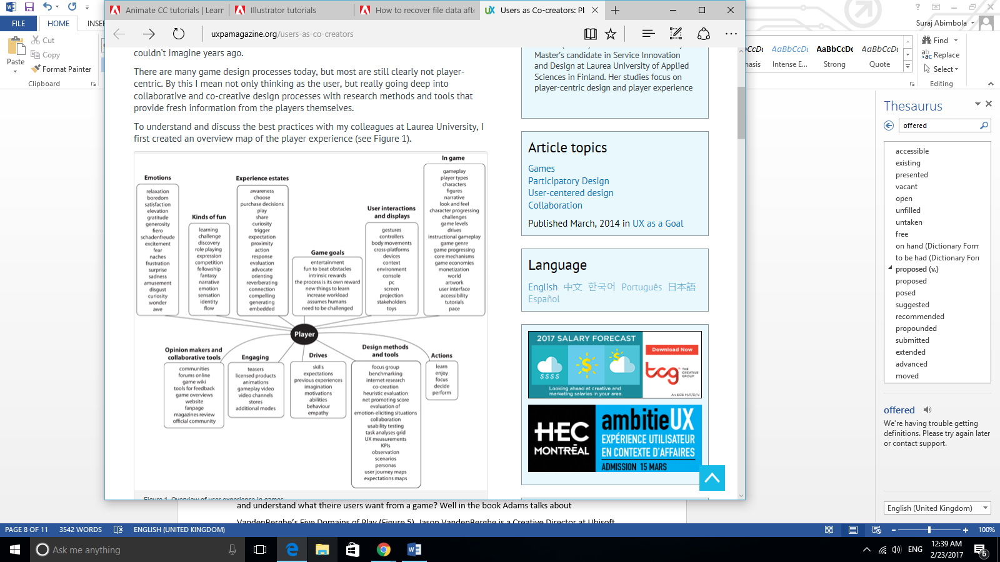 Animate CC tutorials | Learn
Illustrator tutorials
How to recover file data afte
Users as Co-creators: Pl
uxpamagazine.org/users-as-co-creators
Suraj Abimbola
FILE
HOME
INSER
Cut
Copy
Format Painter
Paste
Clipboard
AaBbCcDc
AaBbCcDc
AaBbCcDc
Intense E...
Strong
Quote
Find
Replace
Select
Editing
couldn't imagine years ago.
There are many game design processes today, but most are still clearly not player-
centric. By this I mean not only thinking as the user, but really going deep into
collaborative and co-creative design processes with research methods and tools that
provide fresh information from the players themselves.
To understand and discuss the best practices with my colleagues at Laurea University, I
first created an overview map of the player experience (see Figure 1).
Emotions
relaxation
boredom
satisfaction
elevation
gratitude
generosity
fiero
schadenfreude
excitement
fear
naches
frustration
surprise
sadness
amusement
disgust
curiosity
wonder
awe
Kinds of fun
learning
challenge
discovery
role playing
expression
competition
fellowship
fantasy
narrative
emotion
sensation
identity
flow
Experience estates
awareness
choose
purchase decisions
play
share
curiosity
trigger
expectation
proximity
action
response
evaluation
advocate
orienting
reverberating
connection
compelling
generating
embedded
Game goals
entertainment
fun to beat obstacles
intrinsic rewards
the process is its own reward
new things to learn
increase workload
assumes humans
need to be challenged
User interactions
and displays
gestures
controllers
body movements
cross-platforms
devices
context
environment
console
pc
screen
projection
stakeholders
toys
In game
gameplay
player types
characters
figures
narrative
look and feel
character progressing
challenges
game levels
drives
instructional gameplay
game genre
game progressing
core mechanisms
game economies
monetization
world
artwork
user interface
accessibility
tutorials
pace
Player
Opinion makers and
collaborative tools
communities
forums online
game wiki
tools for feedback
game overviews
website
fanpage
magazines review
official community
Engaging
teasers
licensed products
animations
gameplay video
video channels
stores
additional modes
Drives
skills
expectations
previous experiences
imagination
motivations
abilities
behaviour
empathy
Design methods
and tools
focus group
benchmarking
internet research
co-creation
heuristic evaluation
net promoting score
evaluation of
emotion-eliciting situations
collaboration
usability testing
task analyses grid
UX measurements
KPIs
observation
scenarios
personas
user journey maps
expectations maps
Actions
learn
enjoy
focus
decide
perform
Figure 1. Overview of user experience in games
Master's candidate in Service Innovation
and Design at Laurea University of Applied
Sciences in Finland. Her studies focus on
player-centric design and player experience
Article topics
Games
Participatory Design
User-centered design
Collaboration
Published March, 2014 in UX as a Goal
Language
English 中文 한국어 Português 日本語
Español
2017 SALARY FORECAST
$$$$
Looking ahead at creative and
marketing salaries in your area.
Download Now
tcg THE CREATIVE GROUP
HEC
MONTRÉAL
ambitieUX
EXPÉRIENCE UTILISATEUR
EN CONTEXTE D'AFFAIRES
ADMISSION 15 MARS
Thesaurus
offered
accessible
existing
presented
vacant
open
unfilled
untaken
free
on hand (Dictionary Form
to be had (Dictionary For
proposed (v.)
proposed
posed
suggested
recommended
propounded
submitted
extended
advanced
moved
offered
We're having trouble getting
definitions. Please try again later
or contact support.
English (United Kingdom)
and understand what theire users want from a game? Well in the book Adams talks about
VandenBerghe's Five Domains of Play (Figure 5). Jason VandenBerghe is a Creative Director at Ubisoft
PAGE 8 OF 11
3542 WORDS
ENGLISH (UNITED KINGDOM)
100%
Ask me anything
ENG
12:39 AM
2/23/2017
6